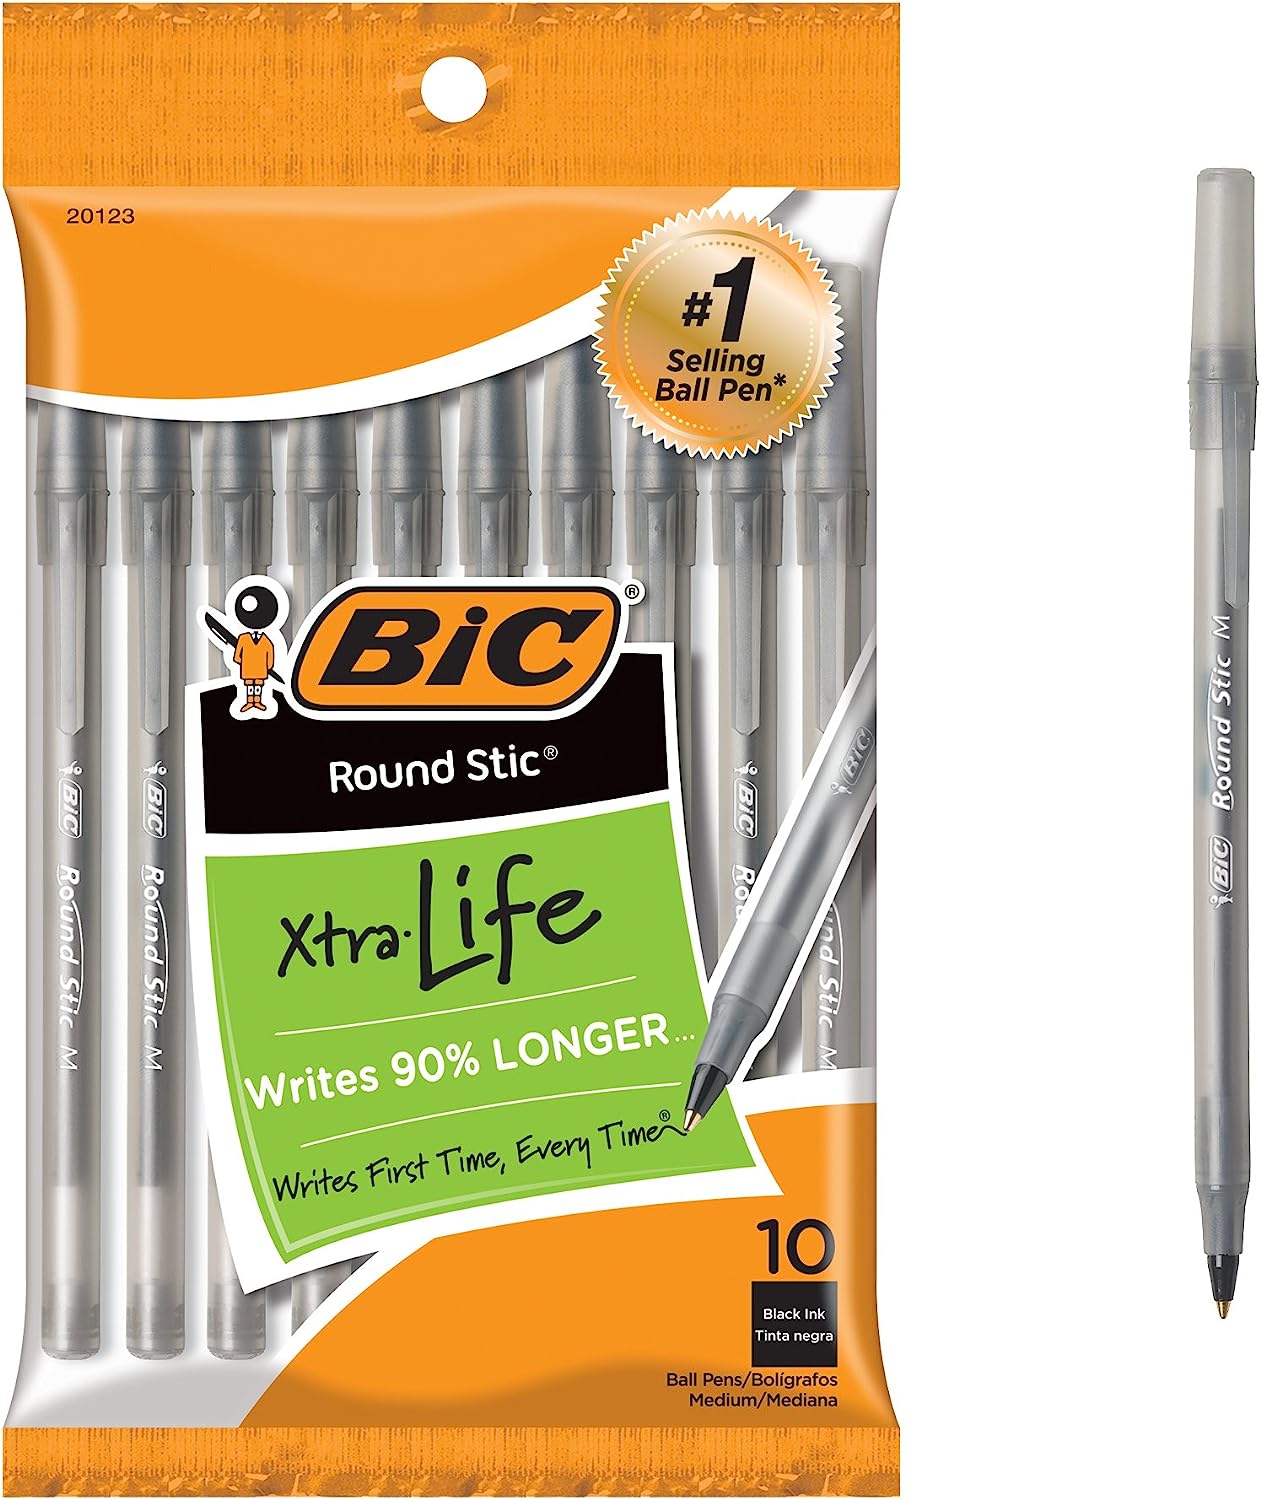 20123
#1
Selling
Ball Pen*
BiC®
Round Stic®
Xtra·Life
Writes 90% LONGER...
Writes First Time, Every Time®
10
Black Ink
Tinta negra
Ball Pens/Bolígrafos
Medium/Mediana
BiC Round Stic M
BiC Round Stic M
BiC Ro
M
BiC
BiC Round Stic M